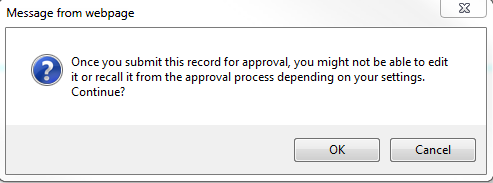 Message from webpage
Once you submit this record for approval, you might not be able to edit
it or recall it from the approval process depending on your settings.
Continue?
OK
Cancel